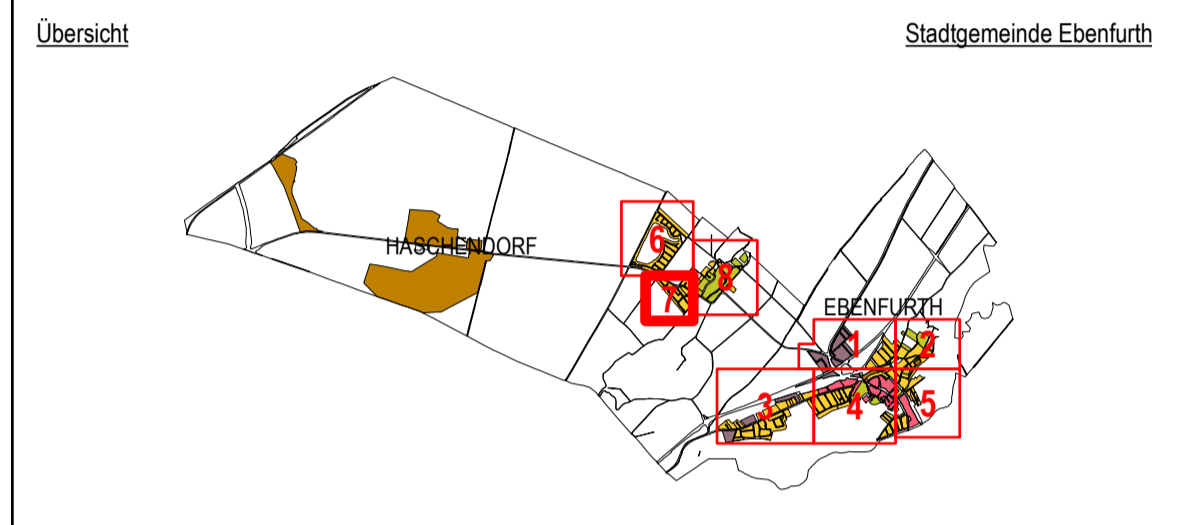 Übersicht
Stadtgemeinde Ebenfurth
HASCHENDORF
6
8
7
EBENFURTH
1
2
3
4
5